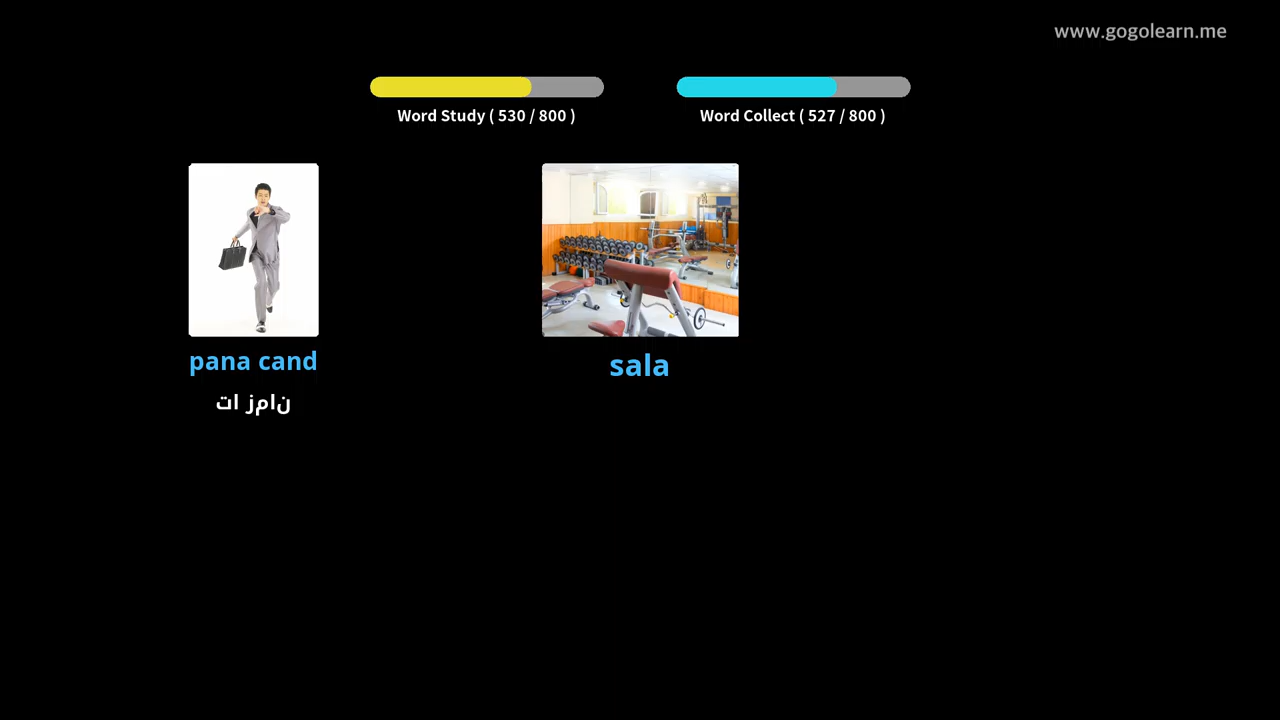 www.gogolearn.me
Word Study ( 530 / 800 )
Word Collect ( 527 / 800 )
pana cand
تا زمان
sala